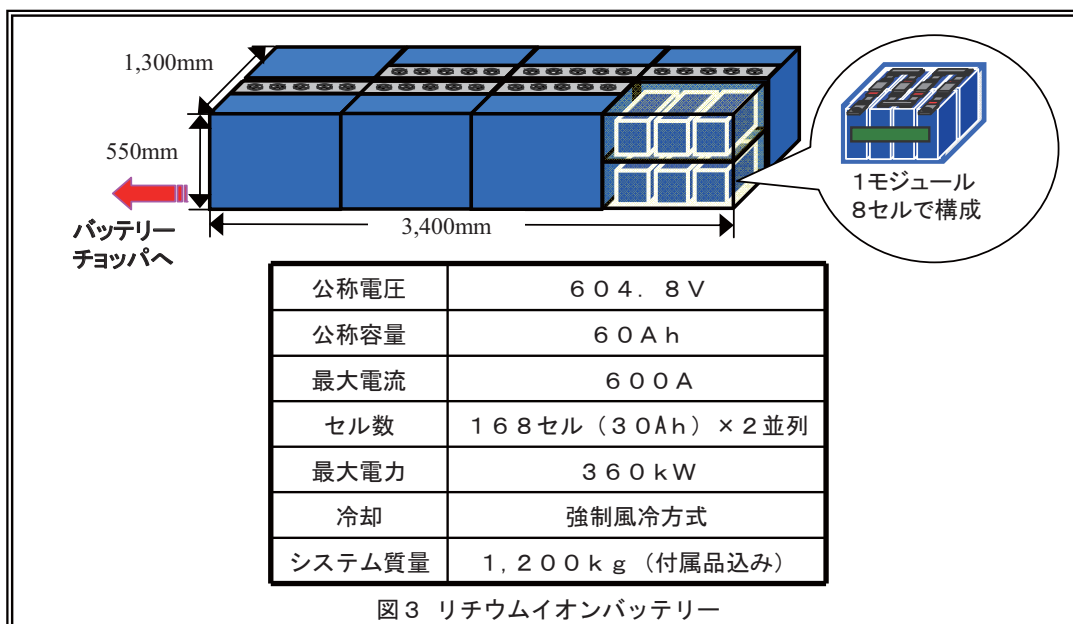 1,300mm
550mm
バッテリー
チョッパへ
3,400mm
1モジュール
8セルで構成
公称電圧 604.8V
公称容量 60Ah
最大電流 600A
セル数 168セル(30Ah)×2並列
最大電力 360kW
冷却 強制風冷方式
システム質量 1,200kg(付属品込み)
図3 リチウムイオンバッテリー